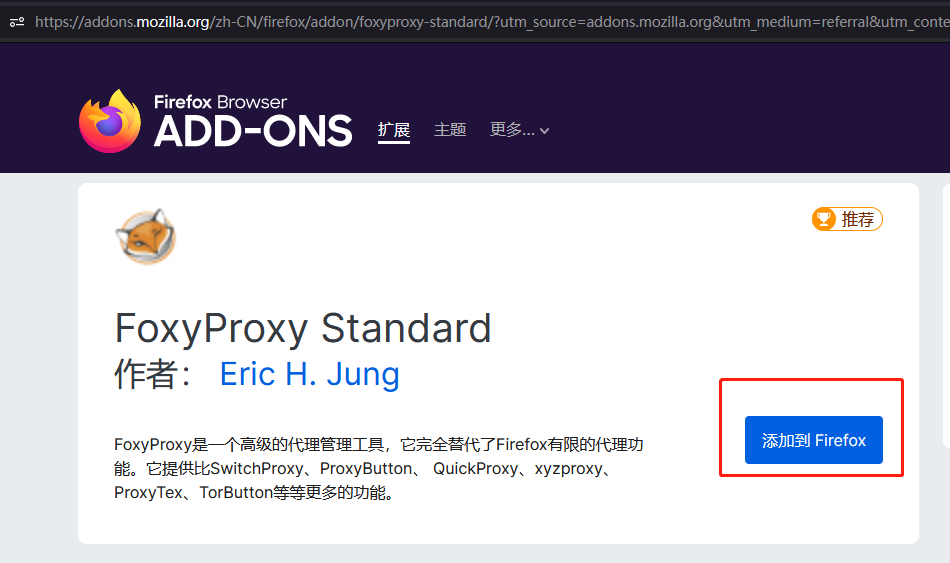 https://addons.mozilla.org/zh-CN/firefox/addon/foxyproxy-standard/?utm_source=addons.mozilla.org&utm_medium=referral&utm_conte
Firefox Browser
ADD-ONS
扩展 主题 更多...
推荐
FoxyProxy Standard
作者： Eric H. Jung
添加到 Firefox
FoxyProxy是一个高级的代理管理工具，它完全替代了Firefox有限的代理功
能。它提供比SwitchProxy、ProxyButton、 QuickProxy、xyzproxy、
ProxyTex、TorButton等等更多的功能。